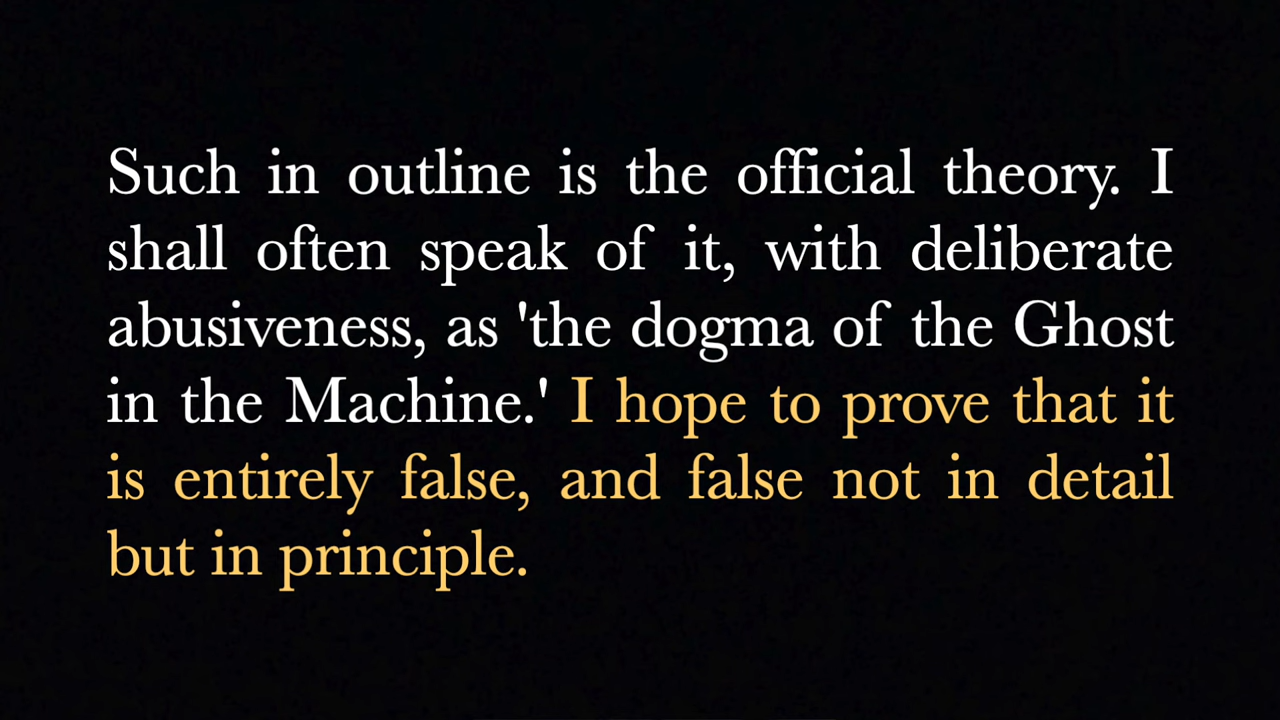 Such in outline is the official theory. I
shall often speak of it, with deliberate
abusiveness, as 'the dogma of the Ghost
in the Machine.' I hope to prove that it
is entirely false, and false not in detail
but in principle.